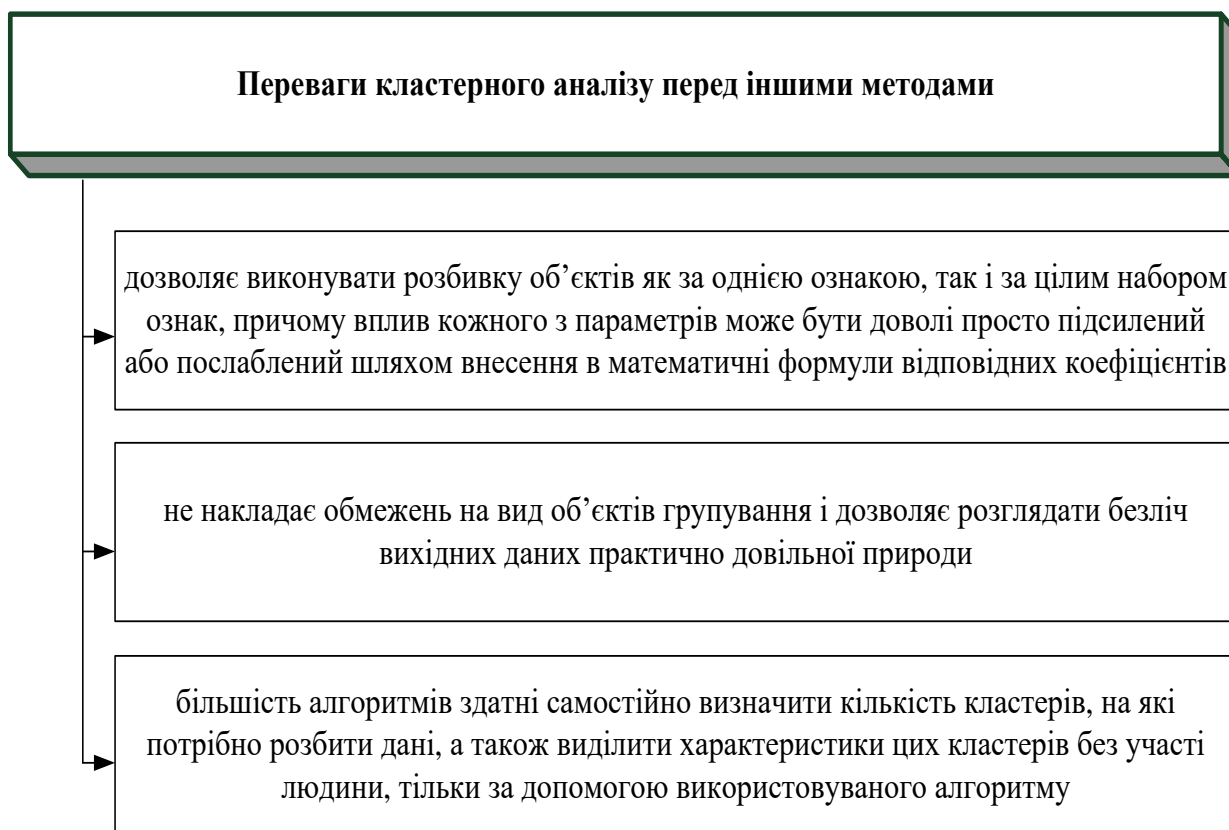 Переваги кластерного аналізу перед іншими методами
дозволяє виконувати розбивку об’єктів як за однією ознакою, так і за цілим набором
ознак, причому вплив кожного з параметрів може бути доволі просто підсилений
або послаблений шляхом внесення в математичні формули відповідних коефіцієнтів
не накладає обмежень на вид об’єктів групування і дозволяє розглядати безліч
вихідних даних практично довільної природи
більшість алгоритмів здатні самостійно визначити кількість кластерів, на які
потрібно розбити дані, а також виділити характеристики цих кластерів без участі
людини, тільки за допомогою використовуваного алгоритму